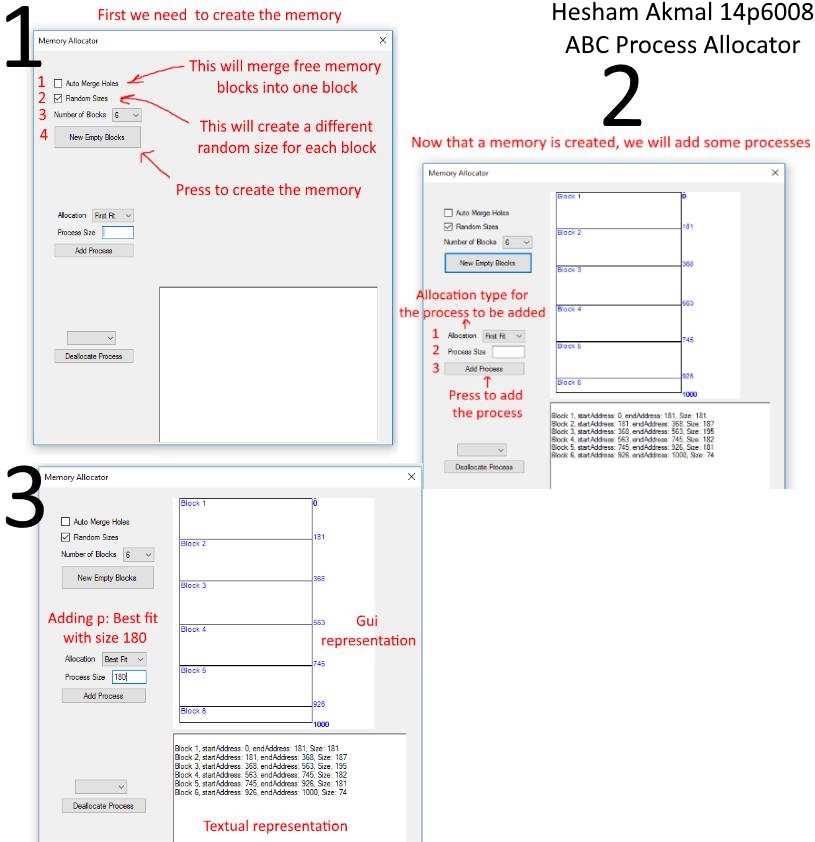 Hesham Akmal 14p6008
ABC Process Allocator
1
First we need to create the memory
Memory Allocator
1 Auto Merge Holes
This will merge free memory
blocks into one block
2 Random Sizes
This will create a different
random size for each block
3 Number of Blocks 6
4 New Empty Blocks
Press to create the memory
Allocation First Fit
Process Size
Add Process
Deallocate Process
2
Now that a memory is created, we will add some processes
Memory Allocator
Auto Merge Holes
Random Sizes
Number of Blocks 6
New Empty Blocks
Block 1 0
Block 2 181
Block 3 368
Block 4 563
Block 5 745
Block 6 926
1000
Allocation type for
the process to be added
1 Allocation First Fit
2 Process Size
3 Add Process
Press to add
the process
Deallocate Process
Block 1, startAddress: 0, endAddress: 181, Size: 181
Block 2, startAddress: 181, endAddress: 368, Size: 187
Block 3, startAddress: 368, endAddress: 563, Size: 195
Block 4, startAddress: 563, endAddress: 745, Size: 182
Block 5, startAddress: 745, endAddress: 926, Size: 181
Block 6, startAddress: 926, endAddress: 1000, Size: 74
3
Memory Allocator
Auto Merge Holes
Random Sizes
Number of Blocks 6
New Empty Blocks
Block 1 0
Block 2 181
Block 3 368
Block 4 563
Block 5 745
Block 6 926
1000
Gui
representation
Adding p: Best fit
with size 180
Allocation Best Fit
Process Size 180
Add Process
Deallocate Process
Block 1, startAddress: 0, endAddress: 181, Size: 181
Block 2, startAddress: 181, endAddress: 368, Size: 187
Block 3, startAddress: 368, endAddress: 563, Size: 195
Block 4, startAddress: 563, endAddress: 745, Size: 182
Block 5, startAddress: 745, endAddress: 926, Size: 181
Block 6, startAddress: 926, endAddress: 1000, Size: 74
Textual representation